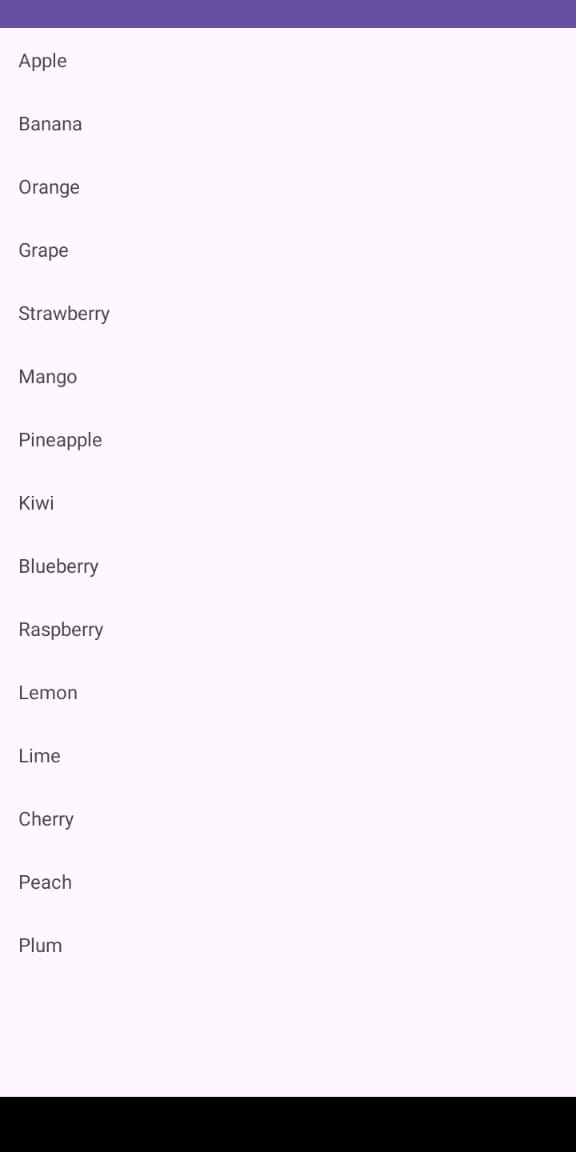 Apple
Banana
Orange
Grape
Strawberry
Mango
Pineapple
Kiwi
Blueberry
Raspberry
Lemon
Lime
Cherry
Peach
Plum